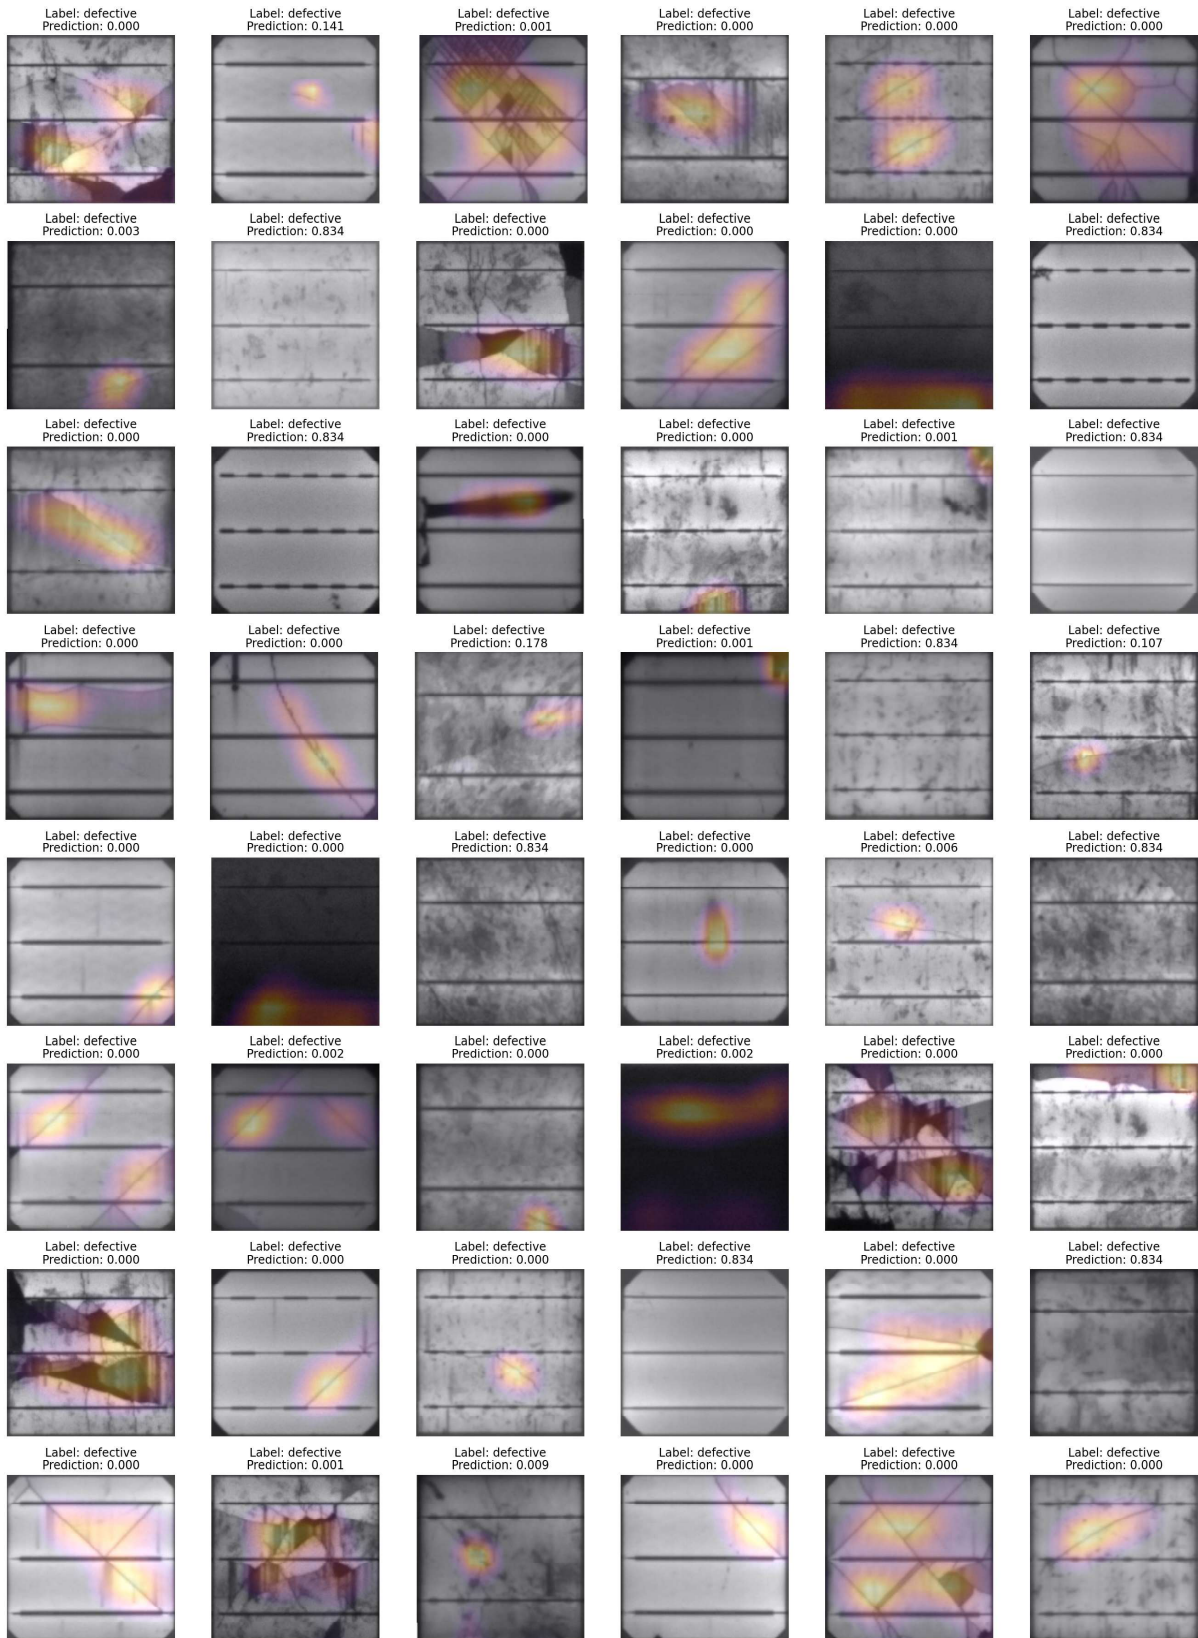 Label: defective Label: defective Label: defective Label: defective Label: defective Label: defective
Prediction: 0.000 Prediction: 0.141 Prediction: 0.001 Prediction: 0.000 Prediction: 0.000 Prediction: 0.000
Label: defective Label: defective Label: defective Label: defective Label: defective Label: defective
Prediction: 0.003 Prediction: 0.834 Prediction: 0.000 Prediction: 0.000 Prediction: 0.000 Prediction: 0.834
Label: defective Label: defective Label: defective Label: defective Label: defective Label: defective
Prediction: 0.000 Prediction: 0.834 Prediction: 0.000 Prediction: 0.000 Prediction: 0.001 Prediction: 0.834
Label: defective Label: defective Label: defective Label: defective Label: defective Label: defective
Prediction: 0.000 Prediction: 0.000 Prediction: 0.178 Prediction: 0.001 Prediction: 0.834 Prediction: 0.107
Label: defective Label: defective Label: defective Label: defective Label: defective Label: defective
Prediction: 0.000 Prediction: 0.000 Prediction: 0.834 Prediction: 0.000 Prediction: 0.006 Prediction: 0.834
Label: defective Label: defective Label: defective Label: defective Label: defective Label: defective
Prediction: 0.000 Prediction: 0.002 Prediction: 0.000 Prediction: 0.002 Prediction: 0.000 Prediction: 0.000
Label: defective Label: defective Label: defective Label: defective Label: defective Label: defective
Prediction: 0.000 Prediction: 0.000 Prediction: 0.000 Prediction: 0.834 Prediction: 0.000 Prediction: 0.834
Label: defective Label: defective Label: defective Label: defective Label: defective Label: defective
Prediction: 0.000 Prediction: 0.001 Prediction: 0.009 Prediction: 0.000 Prediction: 0.000 Prediction: 0.000